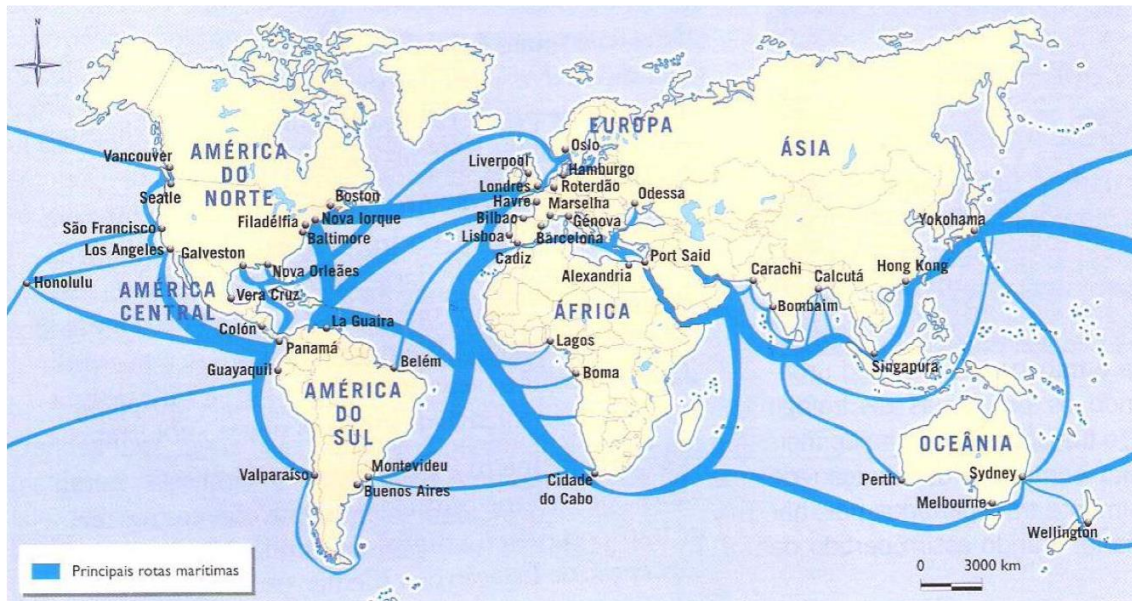 N
EUROPA
ÁSIA
AMÉRICA
DO
NORTE
Vancouver
Seatle
São Francisco
Los Angeles
Honolulu
Galveston
Boston
Filadélfia
Nova Iorque
Baltimore
Nova Orleães
AMÉRICA
CENTRAL
Vera Cruz
Colón
La Guaira
Panamá
Guayaquil
Belém
AMÉRICA
DO
SUL
Valparaíso
Montevideu
Buenos Aires
Oslo
Liverpool
Hamburgo
Londres
Roterdão
Havre
Marselha
Odessa
Bilbao
Génova
Lisboa
Barcelona
Cadiz
Alexandria
Port Said
ÁFRICA
Lagos
Boma
Cidade
do Cabo
Carachi
Calcutá
Bombaim
Hong Kong
Yokohama
Singapura
OCEÂNIA
Perth
Sydney
Melbourne
Wellington
Principais rotas marítimas
0 3000 km